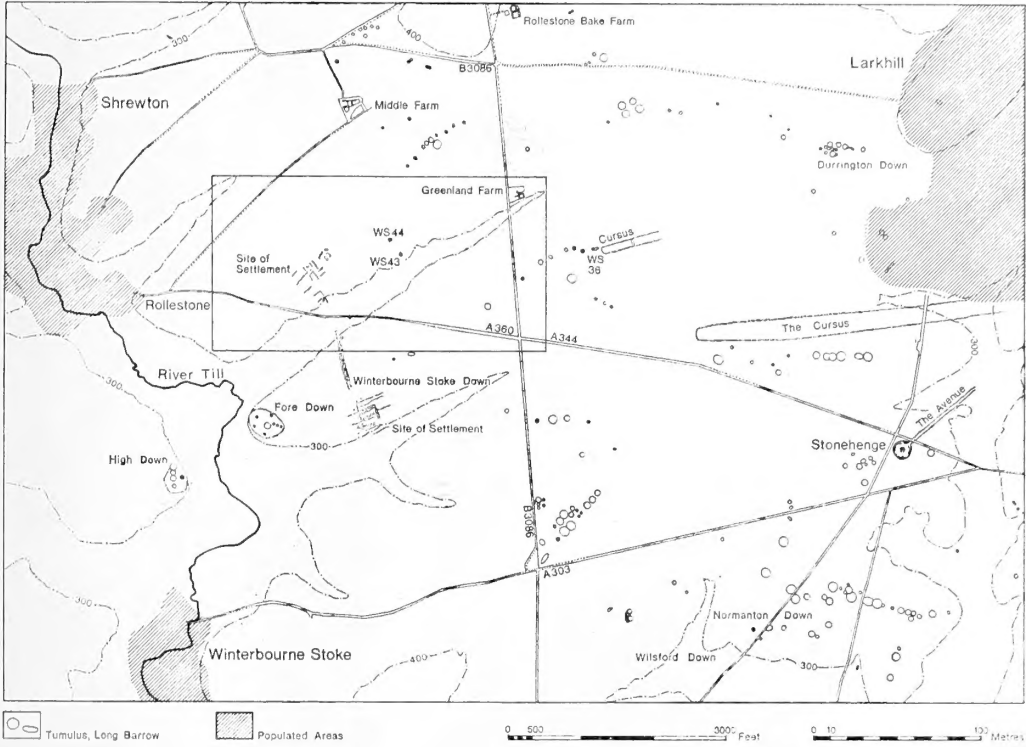 Rollestone Bake Farm
300
400
B3086
Larkhill
Shrewton
Middle Farm
Durrington Down
Greenland Farm
WS44
Cursus
WS43
WS
36
Site of
Settlement
Rollestone
The Cursus
A360
A344
300
River Till
300
Winterbourne Stoke Down
The Avenue
Fore Down
Site of Settlement
300
Stonehenge
High Down
B3086
A303
300
Normanton Down
Winterbourne Stoke
400
Wilsford Down
300
Tumulus, Long Barrow
Populated Areas
0 500 3000 Feet
0 10 100 Metres